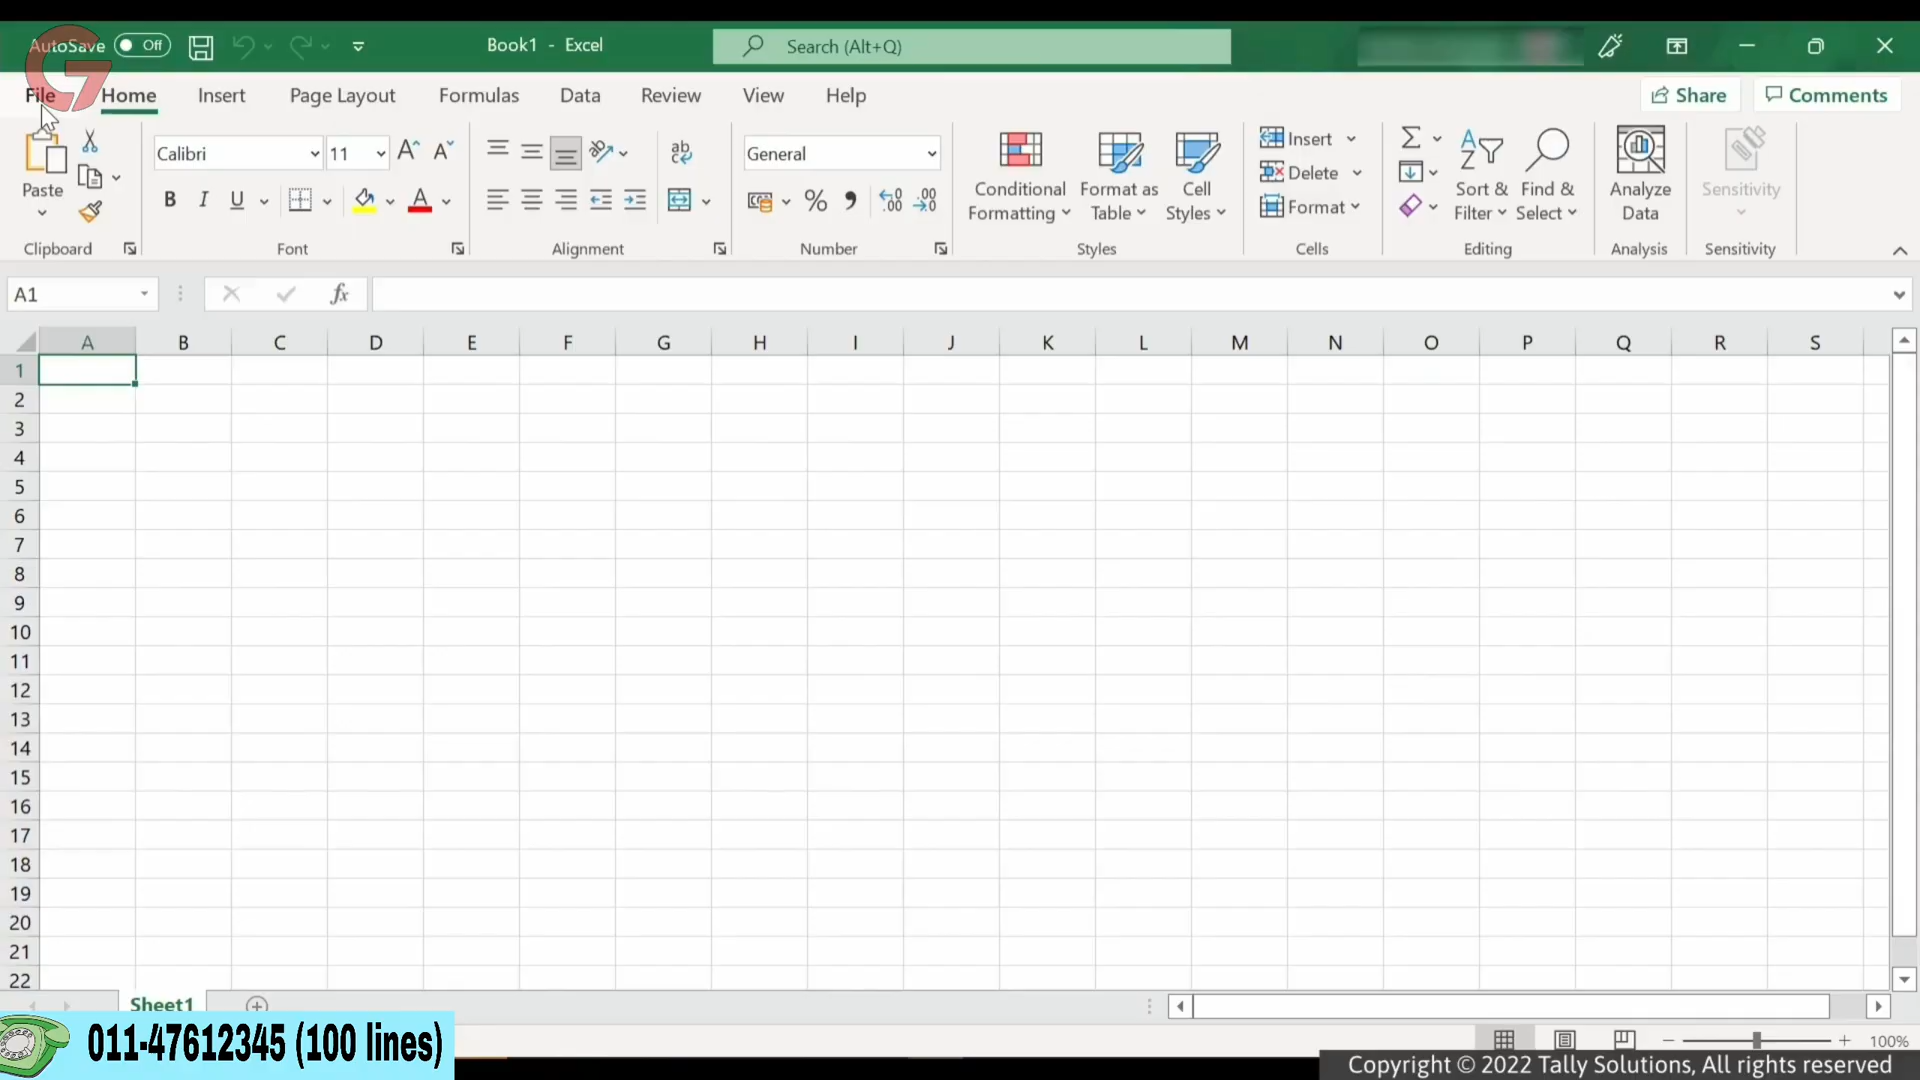 AutoSave Off Book1 - Excel Search (Alt+Q)
File Home Insert Page Layout Formulas Data Review View Help Share Comments
Calibri 11 General
Insert
Delete
Format
Paste
Conditional Formatting
Format as Table
Cell Styles
Sort & Filter
Find & Select
Analyze Data
Sensitivity
Clipboard Font Alignment Number Styles Cells Editing Analysis Sensitivity
A1 fx
A B C D E F G H I J K L M N O P Q R S
1
2
3
4
5
6
7
8
9
10
11
12
13
14
15
16
17
18
19
20
21
22
Sheet1
011-47612345 (100 lines)
100%
Copyright © 2022 Tally Solutions, All rights reserved